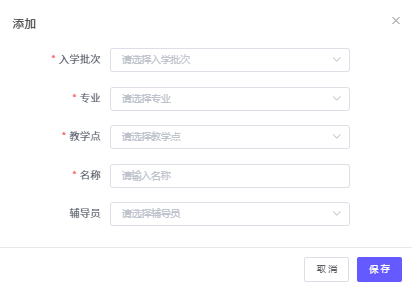 添加
* 入学批次 请选择入学批次
* 专业 请选择专业
* 教学点 请选择教学点
* 名称 请输入名称
辅导员 请选择辅导员
取消 保存